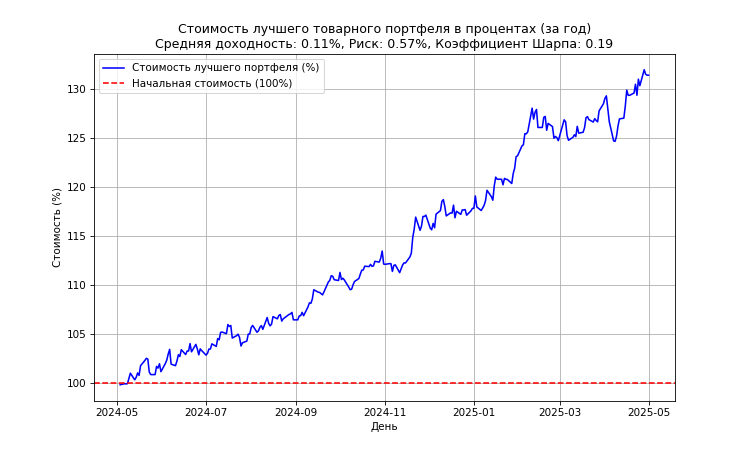 Стоимость лучшего товарного портфеля в процентах (за год)
Средняя доходность: 0.11%, Риск: 0.57%, Коэффициент Шарпа: 0.19
Стоимость лучшего портфеля (%)
Начальная стоимость (100%)
Стоимость (%)
130
125
120
115
110
105
100
2024-05
2024-07
2024-09
2024-11
2025-01
2025-03
2025-05
День